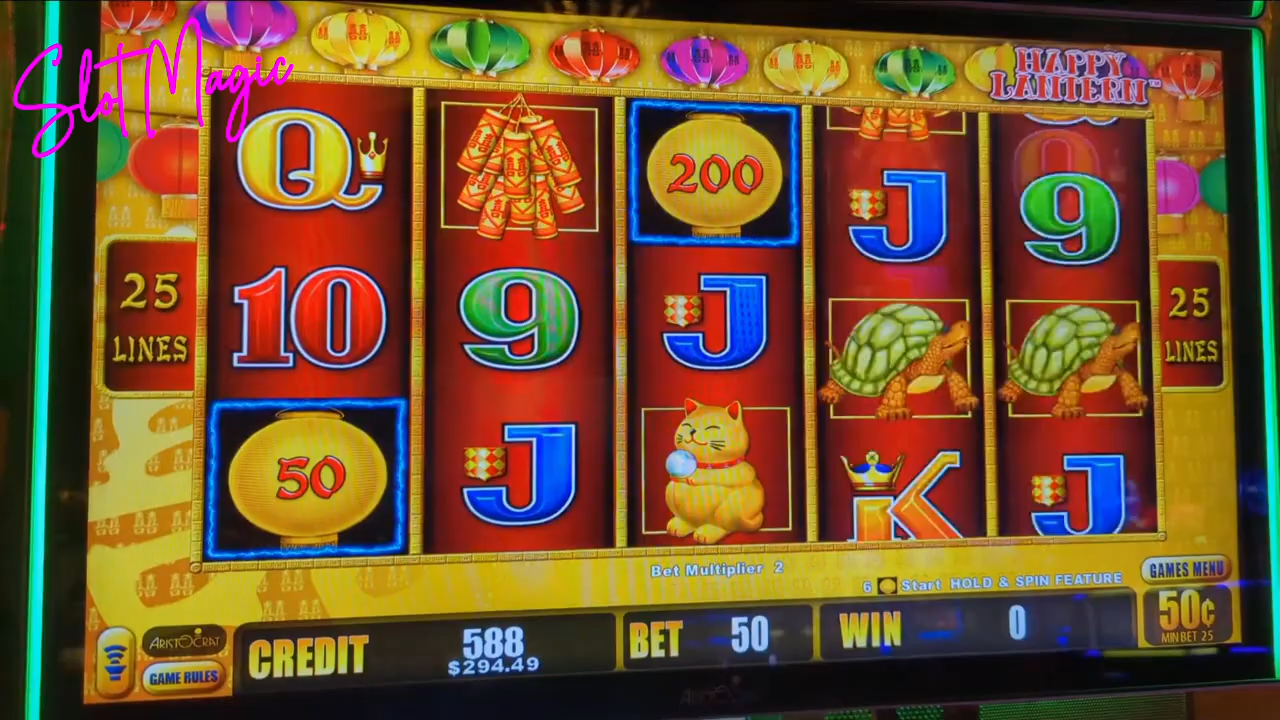 Slot Magic
HAPPY
LANTERN™
Q
200
J
9
25
LINES
10
9
J
25
LINES
50
J
K
J
Bet Multiplier 2
6 Start HOLD & SPIN FEATURE
GAMES MENU
ARISTOCRAT
GAME RULES
CREDIT
588
$294.49
BET
50
WIN
0
50¢
MIN BET 25